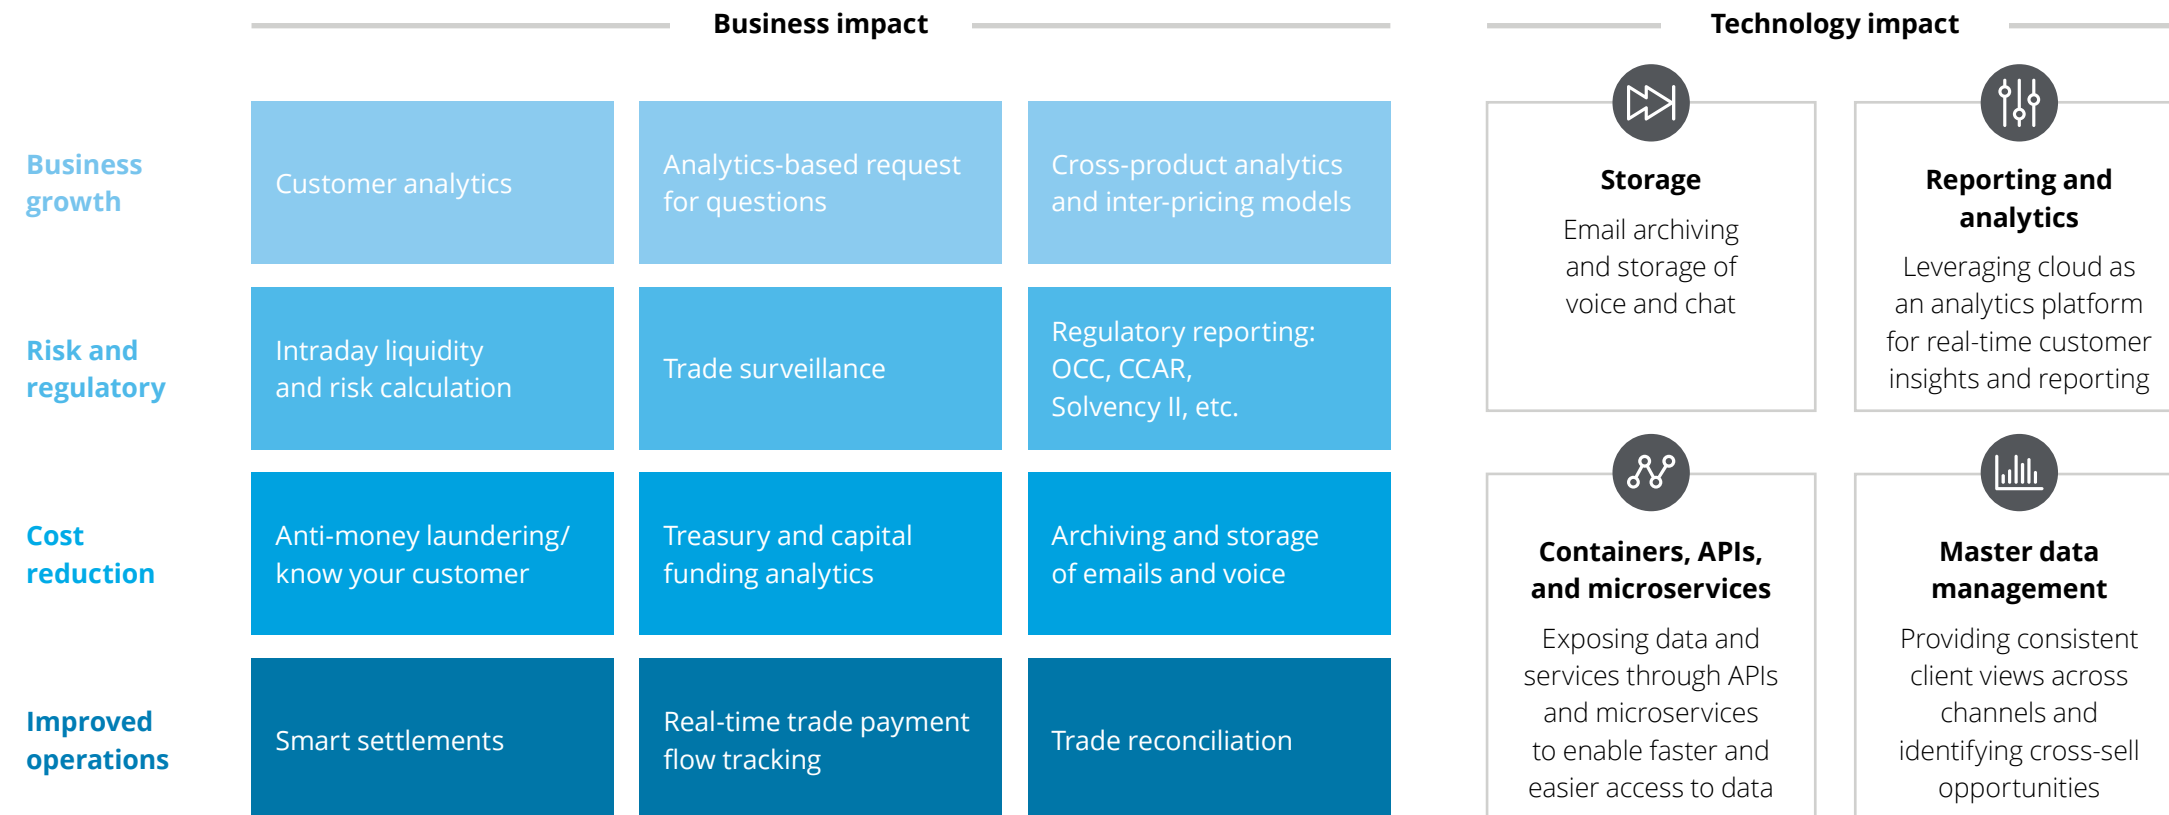 Business impact
Business
growth
Customer analytics
Analytics-based request
for questions
Cross-product analytics
and inter-pricing models
Risk and
regulatory
Intraday liquidity
and risk calculation
Trade surveillance
Regulatory reporting:
OCC, CCAR,
Solvency II, etc.
Cost
reduction
Anti-money laundering/
know your customer
Treasury and capital
funding analytics
Archiving and storage
of emails and voice
Improved
operations
Smart settlements
Real-time trade payment
flow tracking
Trade reconciliation
Technology impact
Storage
Email archiving
and storage of
voice and chat
Reporting and
analytics
Leveraging cloud as
an analytics platform
for real-time customer
insights and reporting
Containers, APIs,
and microservices
Exposing data and
services through APIs
and microservices
to enable faster and
easier access to data
Master data
management
Providing consistent
client views across
channels and
identifying cross-sell
opportunities